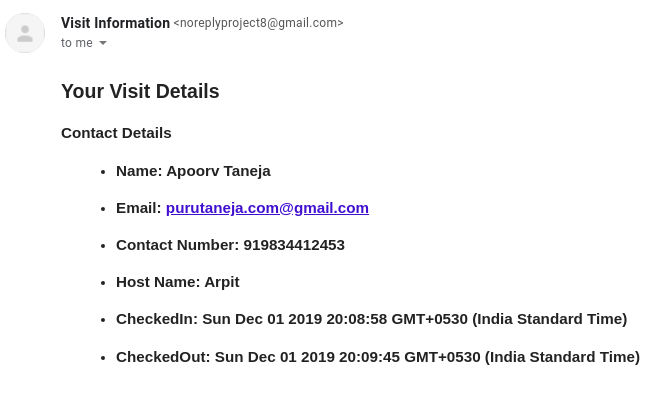 Visit Information <noreplyproject8@gmail.com>
to me
Your Visit Details
Contact Details
• Name: Apoorv Taneja
• Email: purutaneja.com@gmail.com
• Contact Number: 919834412453
• Host Name: Arpit
• CheckedIn: Sun Dec 01 2019 20:08:58 GMT+0530 (India Standard Time)
• CheckedOut: Sun Dec 01 2019 20:09:45 GMT+0530 (India Standard Time)